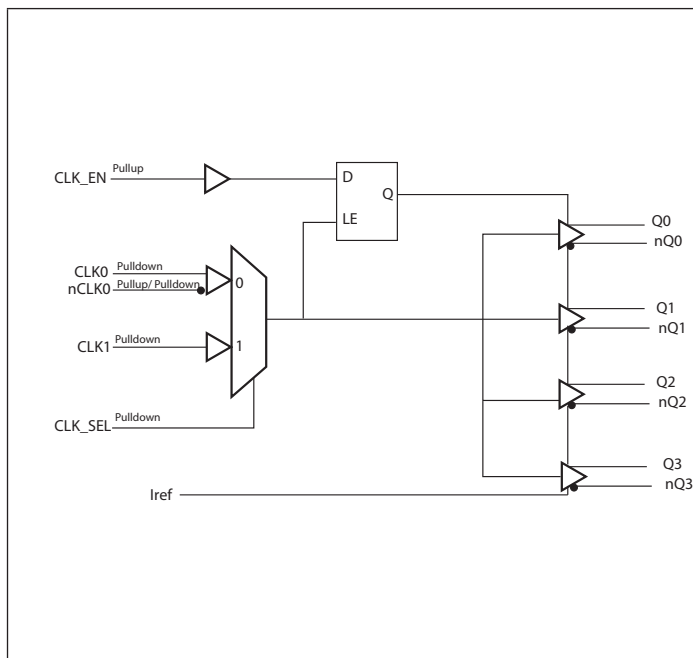 CLK_EN Pullup
D
Q
LE
Q0
nQ0
CLK0 Pulldown
nCLK0 Pullup/ Pulldown
0
Q1
nQ1
CLK1 Pulldown
1
Q2
nQ2
CLK_SEL Pulldown
Q3
nQ3
Iref